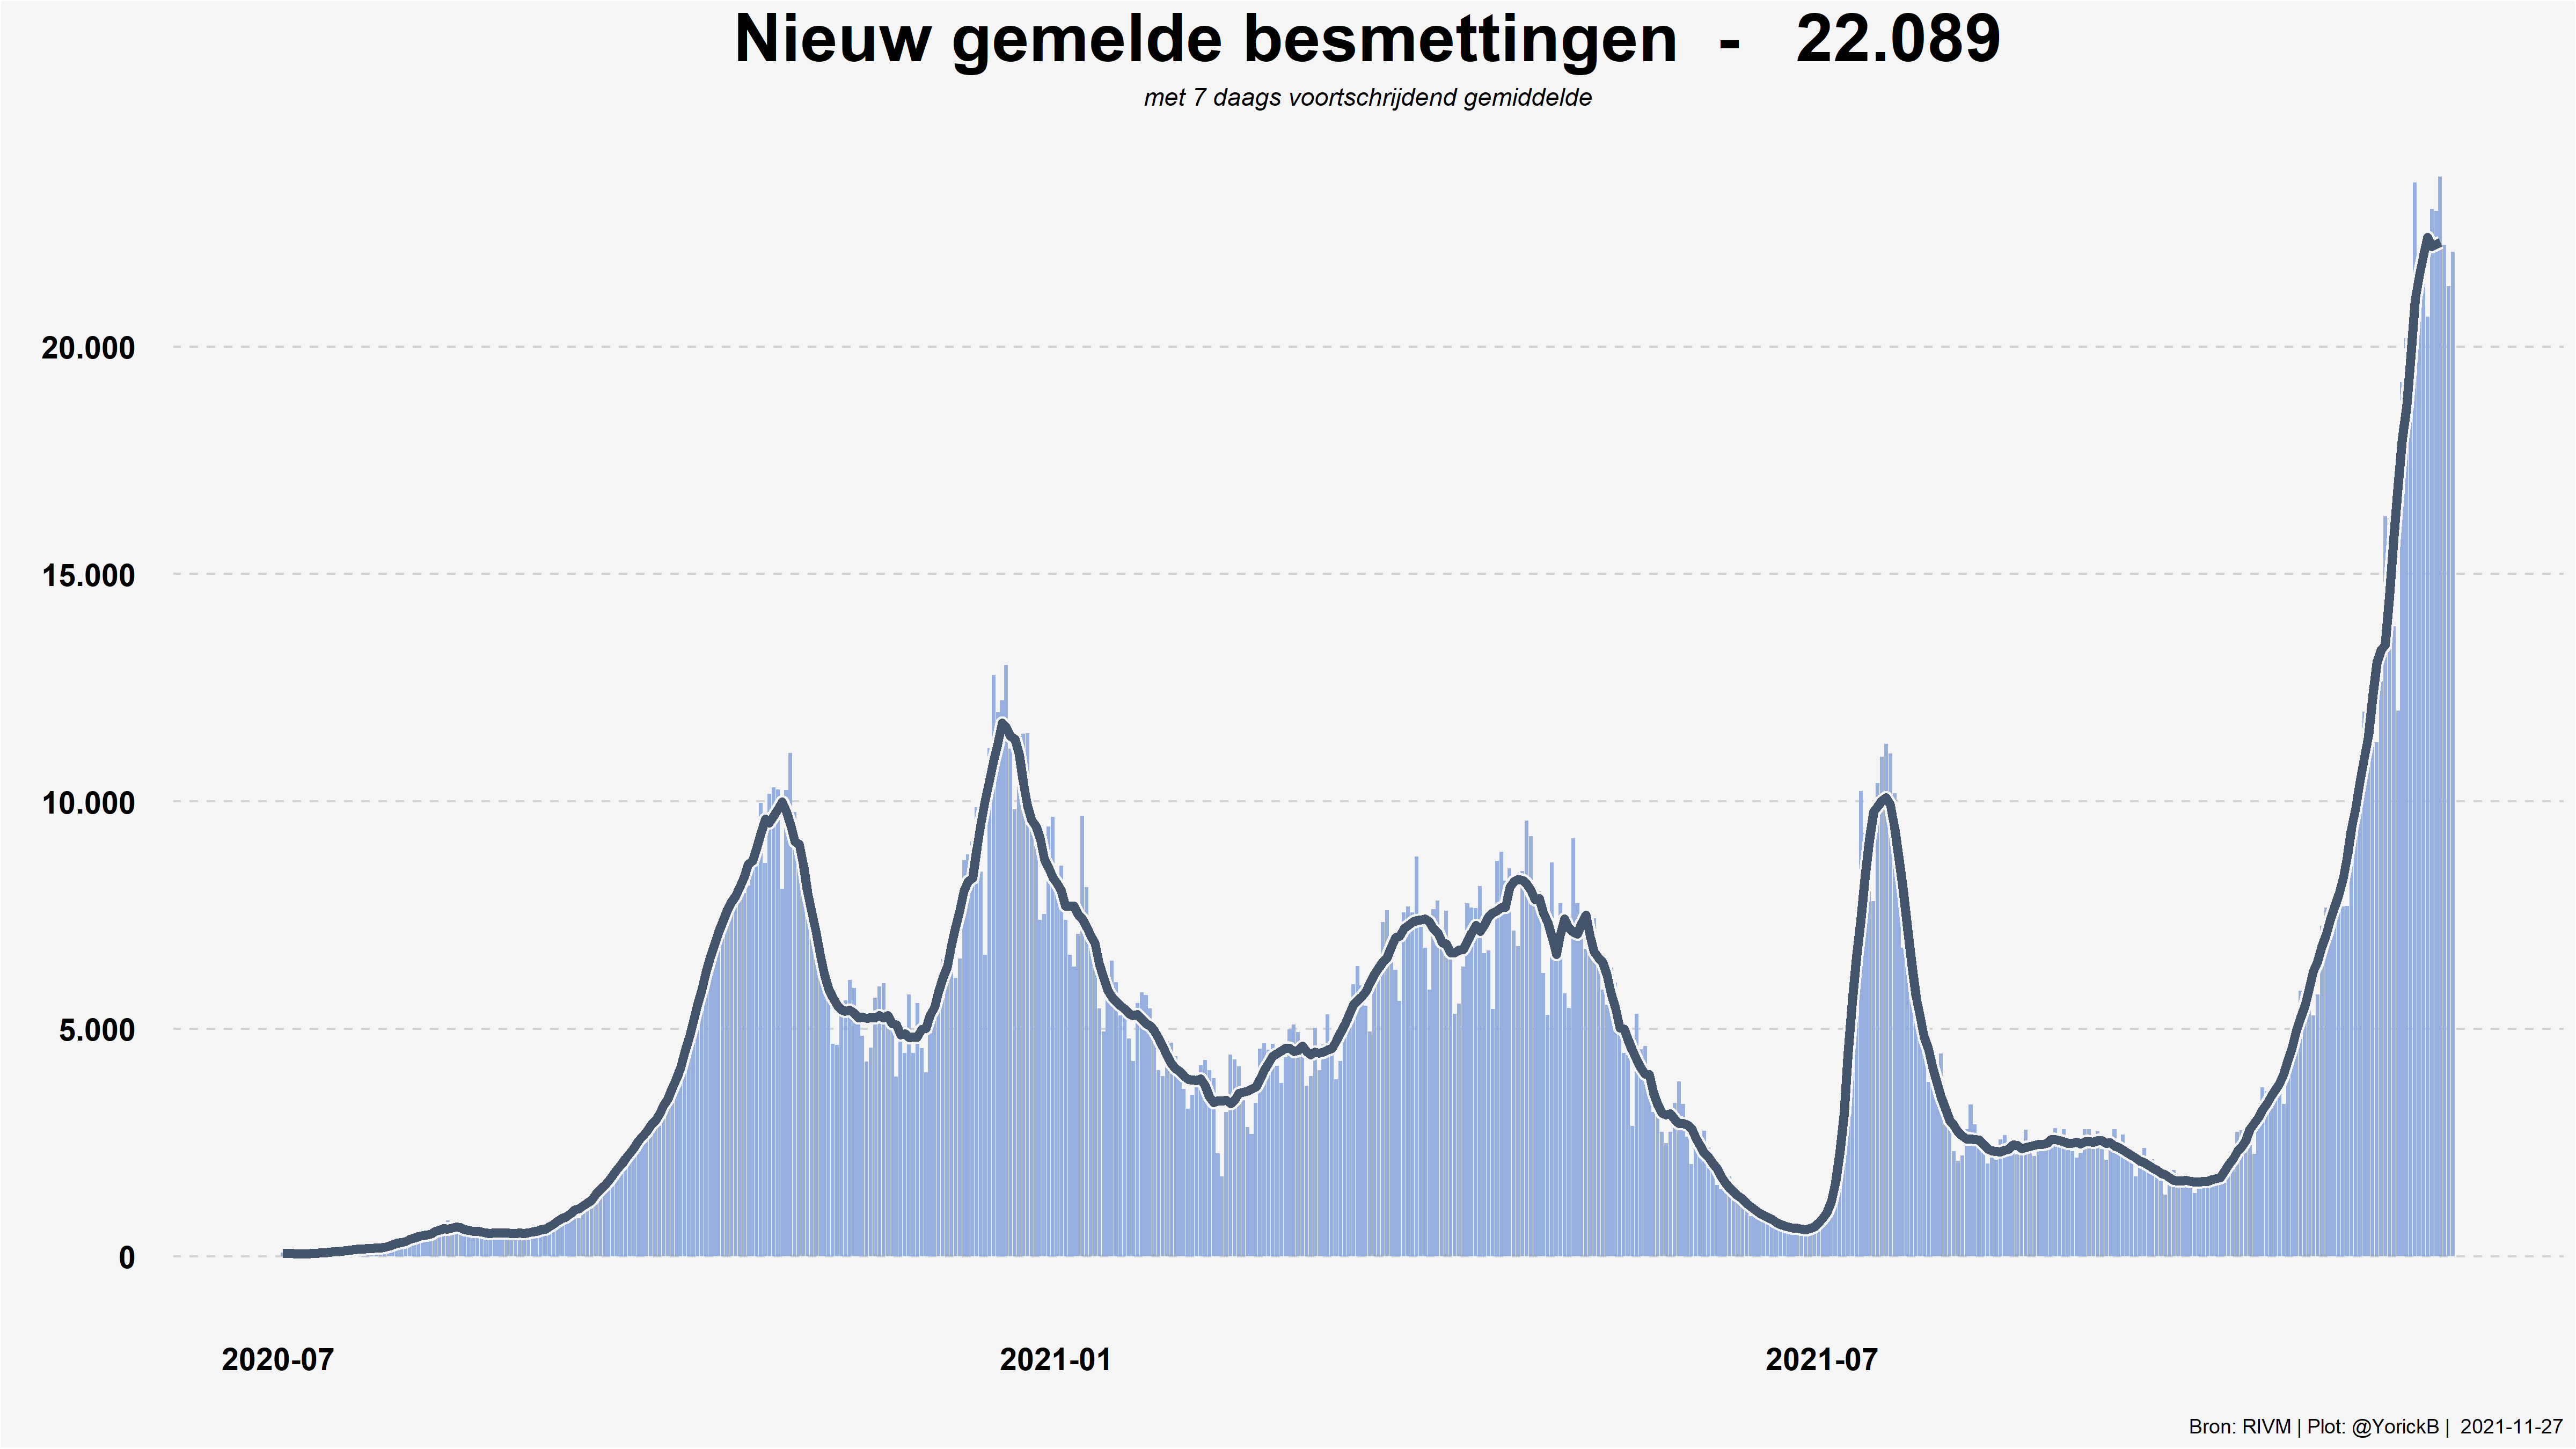 Nieuw gemelde besmettingen - 22.089
met 7 daags voortschrijdend gemiddelde
20.000
15.000
10.000
5.000
0
2020-07 2021-01 2021-07
Bron: RIVM | Plot: @YorickB | 2021-11-27